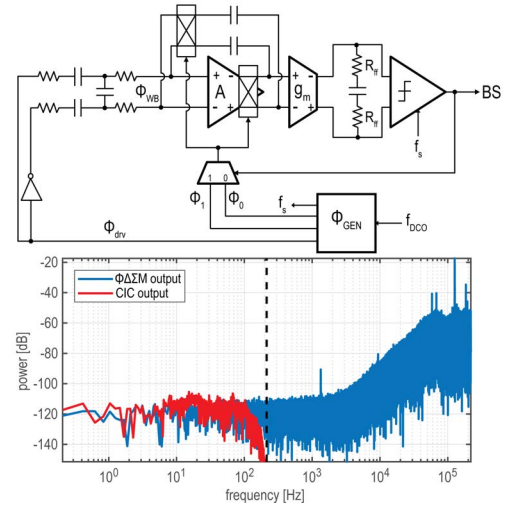 Φ_WB
A
g_m
R_ff
R_ff
BS
f_s
1 0
Φ_1 Φ_0
f_s
Φ_GEN
f_DCO
Φ_drv
ΦΔΣM output
CIC output
-20
-40
-60
-80
-100
-120
-140
power [dB]
10^0 10^1 10^2 10^3 10^4 10^5
frequency [Hz]